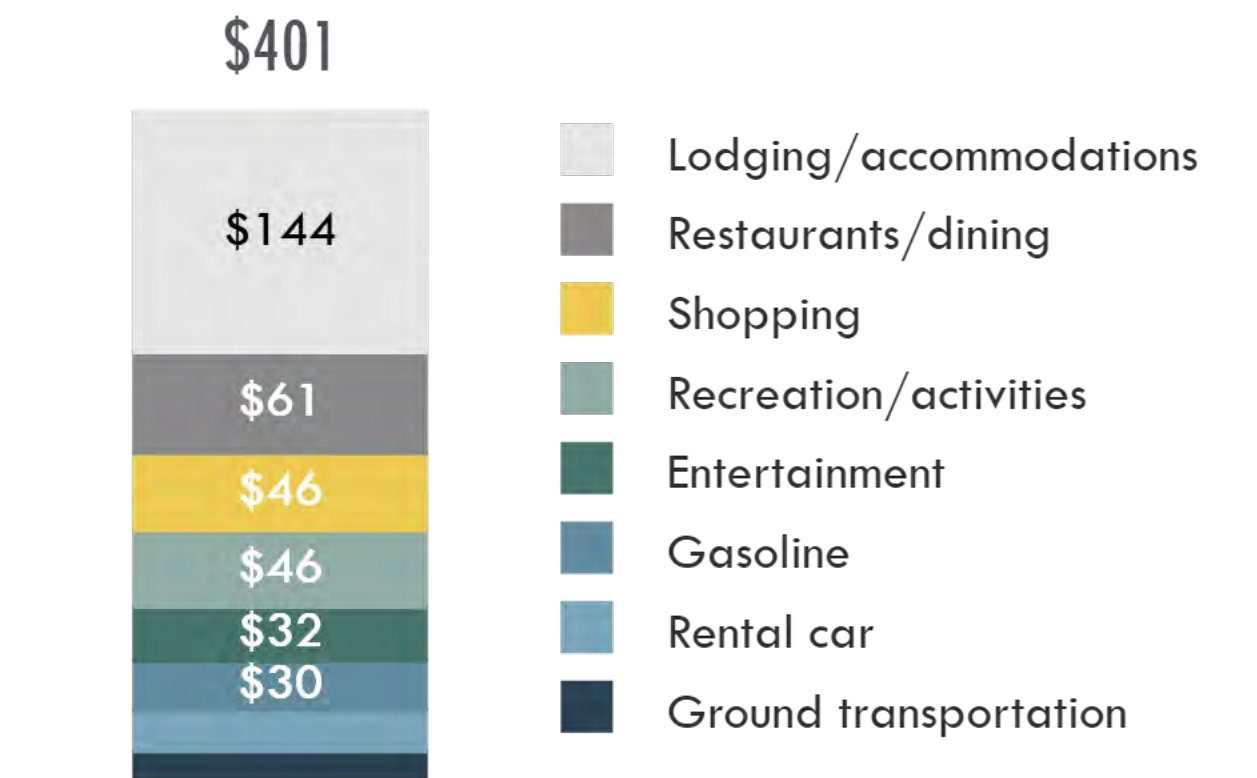 $401
$144
$61
$46
$46
$32
$30
Lodging/accommodations
Restaurants/dining
Shopping
Recreation/activities
Entertainment
Gasoline
Rental car
Ground transportation